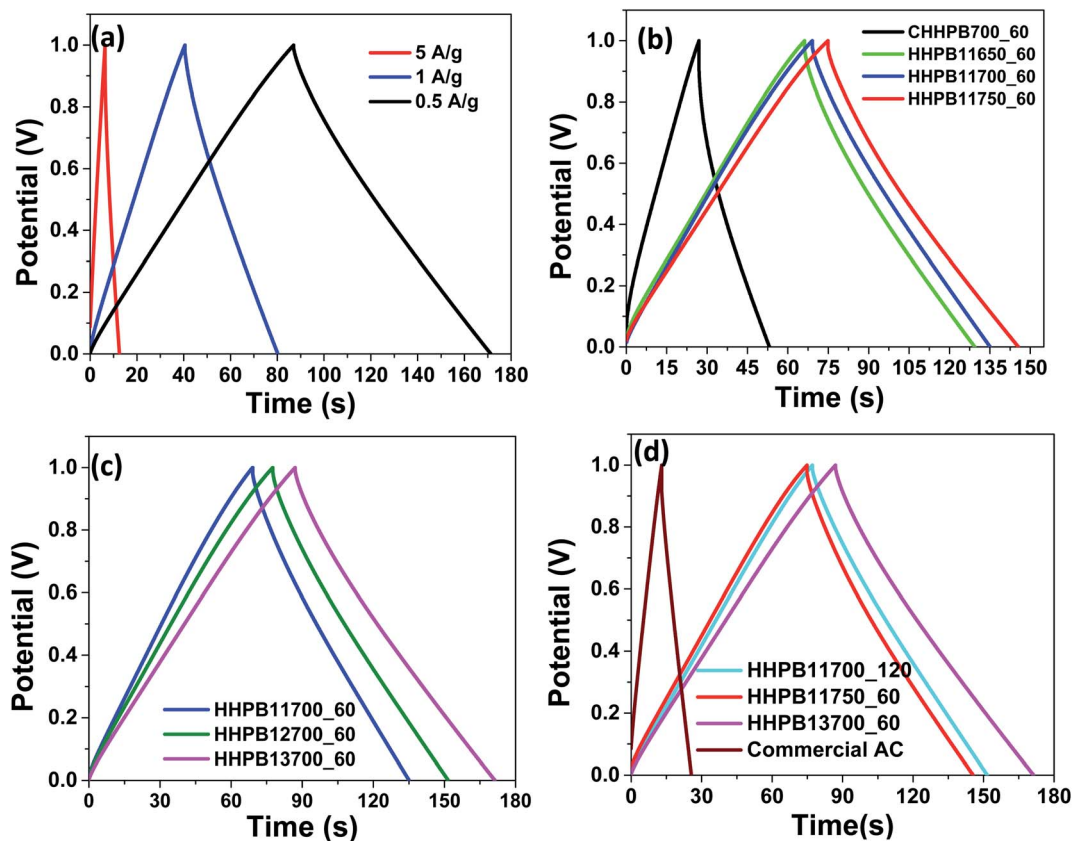 (a)
5 A/g
1 A/g
0.5 A/g
1.0
0.8
0.6
0.4
0.2
0.0
Potential (V)
0 20 40 60 80 100 120 140 160 180
Time (s)
(b)
CHHPB700_60
HHPB11650_60
HHPB11700_60
HHPB11750_60
1.0
0.8
0.6
0.4
0.2
0.0
Potential (V)
0 15 30 45 60 75 90 105 120 135 150
Time (s)
(c)
1.0
0.8
0.6
0.4
0.2
0.0
Potential (V)
HHPB11700_60
HHPB12700_60
HHPB13700_60
0 30 60 90 120 150 180
Time (s)
(d)
1.0
0.8
0.6
0.4
0.2
0.0
Potential (V)
HHPB11700_120
HHPB11750_60
HHPB13700_60
Commercial AC
0 30 60 90 120 150 180
Time(s)